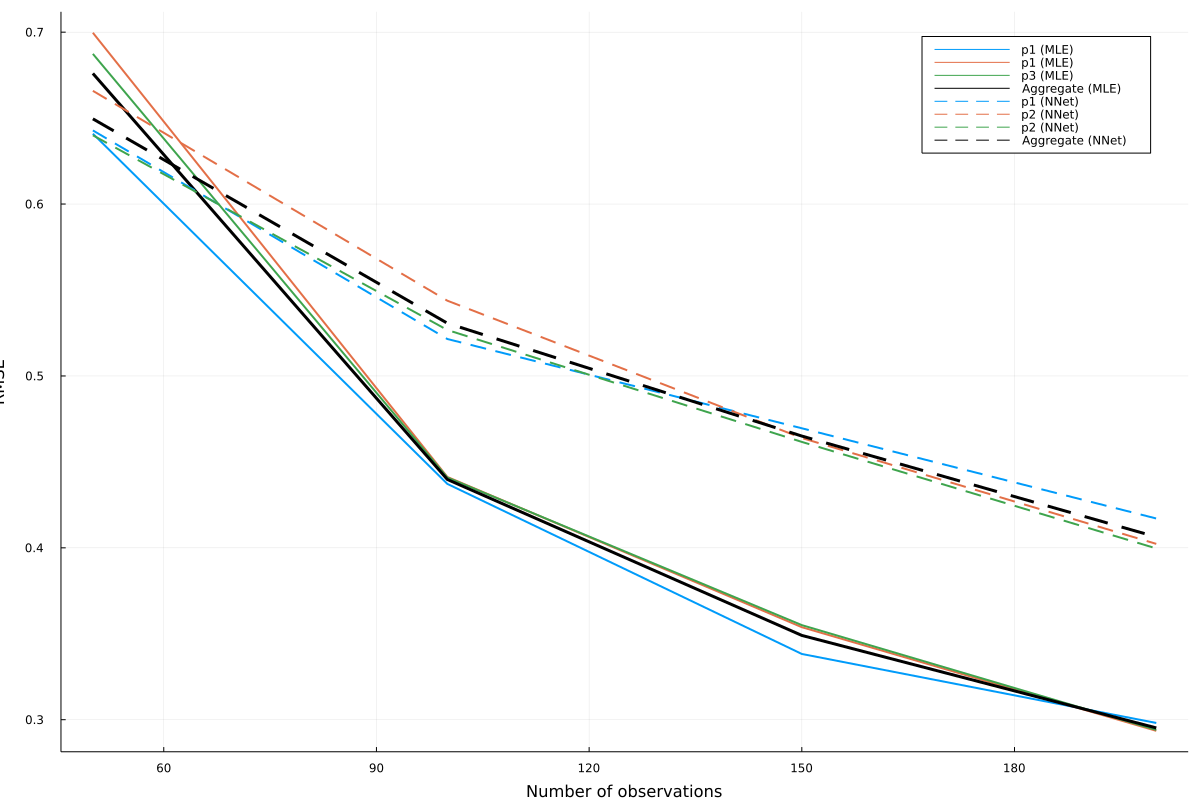 0.7
0.6
0.5
0.4
0.3
60
90
120
150
180
Number of observations
p1 (MLE)
p1 (MLE)
p3 (MLE)
Aggregate (MLE)
p1 (NNet)
p2 (NNet)
p2 (NNet)
Aggregate (NNet)